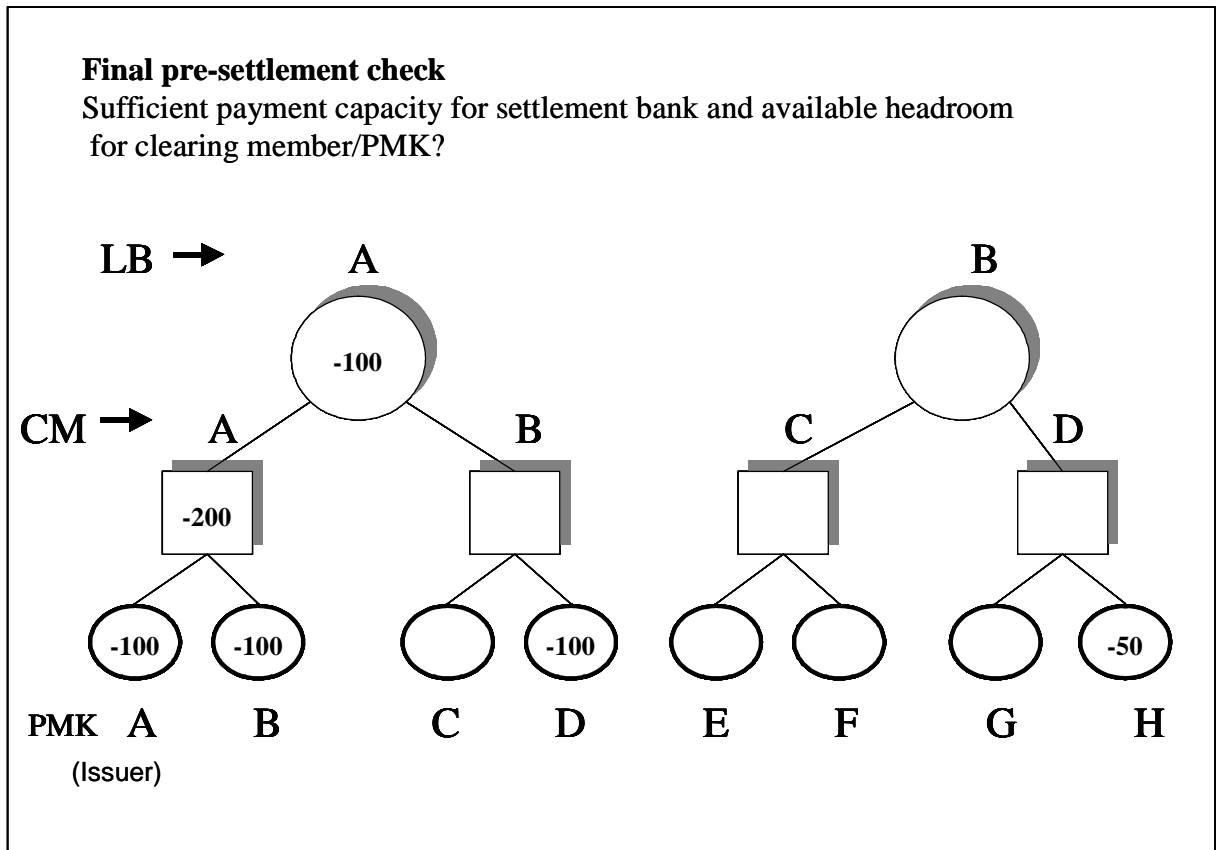 Final pre-settlement check
Sufficient payment capacity for settlement bank and available headroom
for clearing member/PMK?
LB A B
-100
CM A B C D
-200
-100 -100 -100 -50
PMK A B C D E F G H
(Issuer)